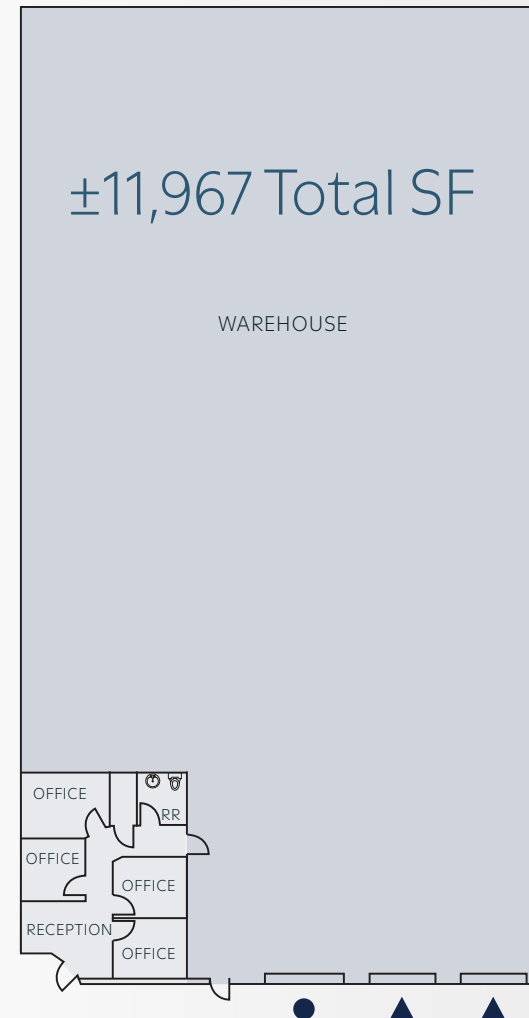 ±11,967 Total SF
WAREHOUSE
OFFICE
RR
OFFICE
OFFICE
RECEPTION
OFFICE